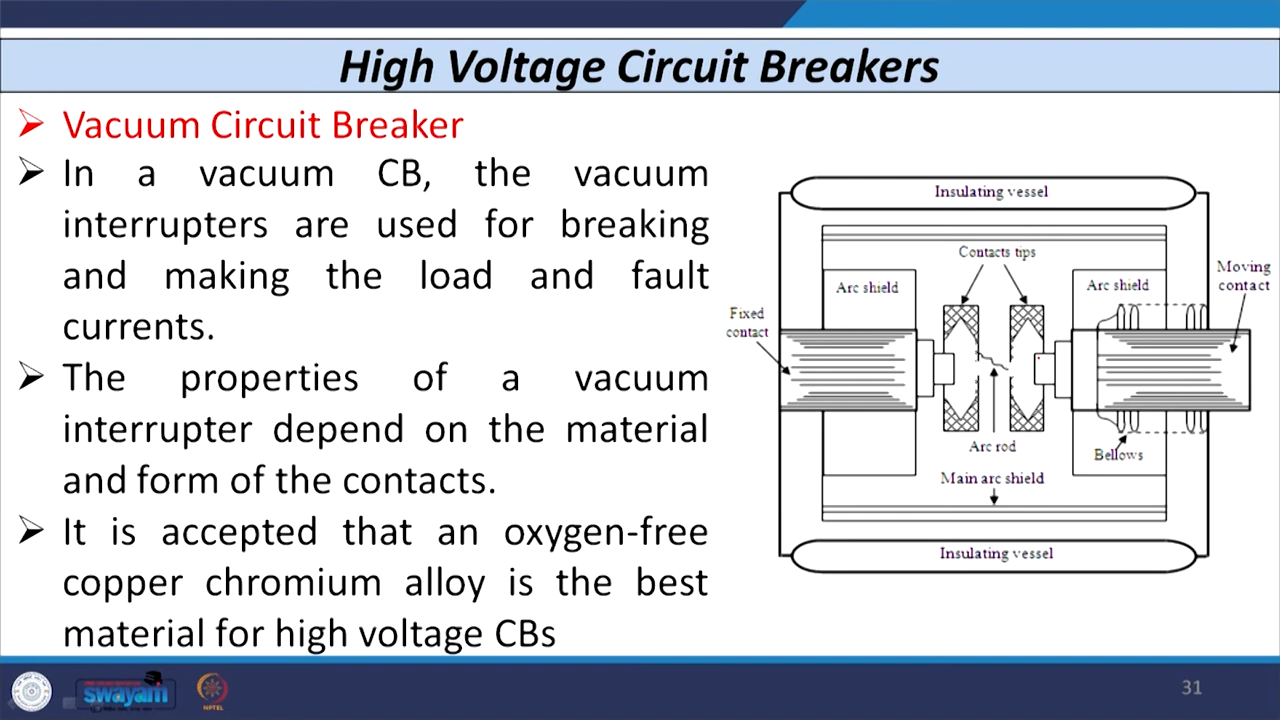 High Voltage Circuit Breakers
➢ Vacuum Circuit Breaker
➢ In a vacuum CB, the vacuum
interrupters are used for breaking
and making the load and fault
currents.
➢ The properties of a vacuum
interrupter depend on the material
and form of the contacts.
➢ It is accepted that an oxygen-free
copper chromium alloy is the best
material for high voltage CBs
Insulating vessel
Contacts tips
Arc shield
Arc shield
Moving
contact
Fixed
contact
Arc rod
Bellows
Main arc shield
Insulating vessel
swayam
NPTEL
31